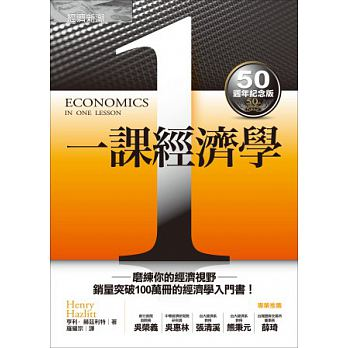 經濟新潮
1
50
週年紀念版
50
ECONOMICS
IN ONE LESSON
一課經濟學
磨練你的經濟視野
銷量突破100萬冊的經濟學入門書！
Henry
Hazlitt
亨利．赫茲利特│著
羅耀宗│譯
專業推薦
吳榮義
吳惠林
張清溪
熊秉元
薛琦